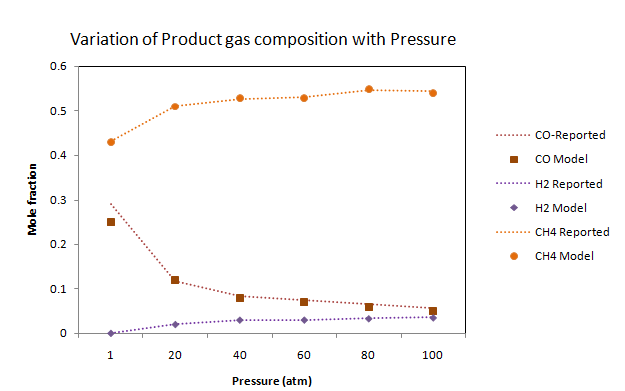 Variation of Product gas composition with Pressure
0.6
0.5
0.4
0.3
0.2
0.1
0
Mole fraction
1 20 40 60 80 100
Pressure (atm)
CO-Reported
CO Model
H2 Reported
H2 Model
CH4 Reported
CH4 Model